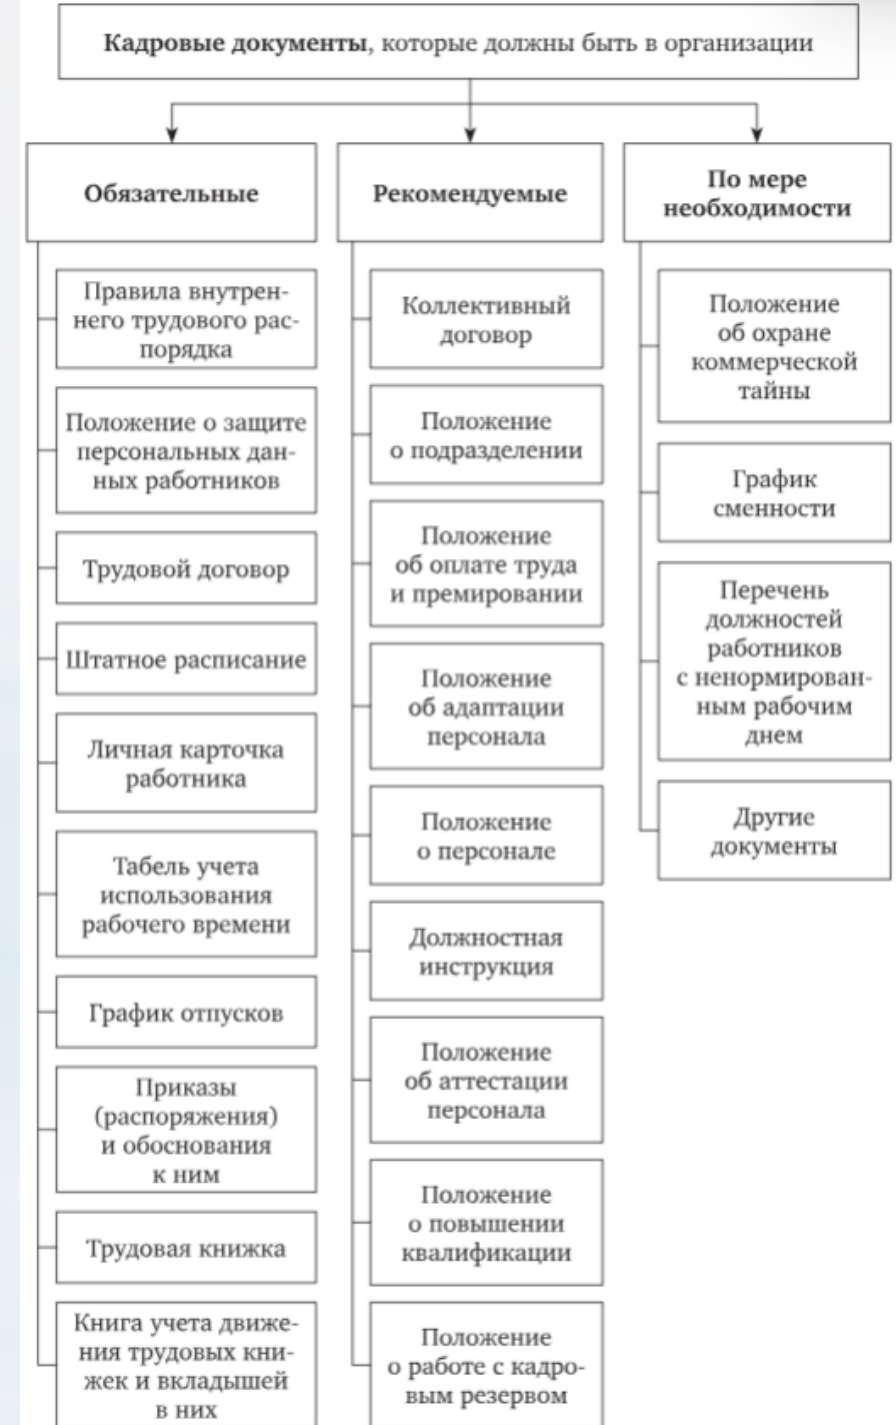 Кадровые документы, которые должны быть в организации
Обязательные
Правила внутрен-
него трудового рас-
порядка
Положение о защите
персональных дан-
ных работников
Трудовой договор
Штатное расписание
Личная карточка
работника
Табель учета
использования
рабочего времени
График отпусков
Приказы
(распоряжения)
и обоснования
к ним
Трудовая книжка
Книга учета движе-
ния трудовых кни-
жек и вкладышей
в них
Рекомендуемые
Коллективный
договор
Положение
о подразделении
Положение
об оплате труда
и премировании
Положение
об адаптации
персонала
Положение
о персонале
Должностная
инструкция
Положение
об аттестации
персонала
Положение
о повышении
квалификации
Положение
о работе с кадро-
вым резервом
По мере
необходимости
Положение
об охране
коммерческой
тайны
График
сменности
Перечень
должностей
работников
с ненормирован-
ным рабочим
днем
Другие
документы